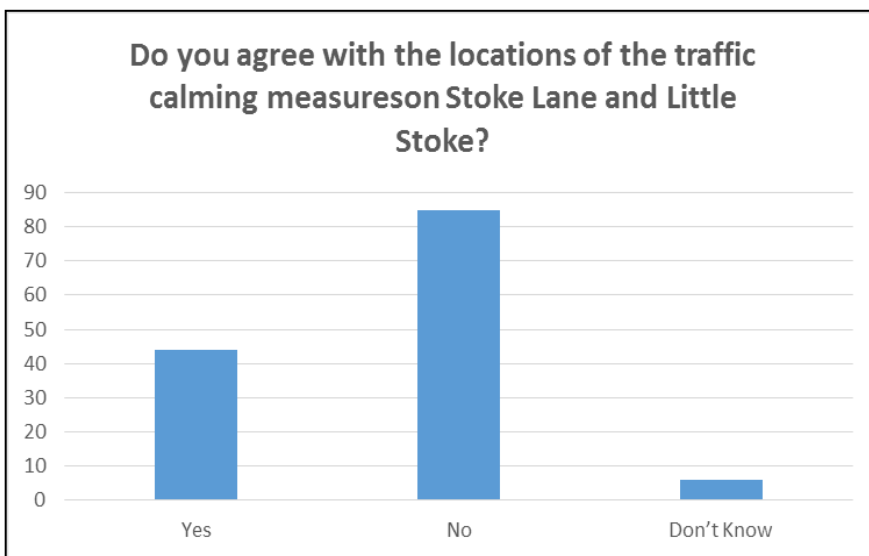 Do you agree with the locations of the traffic
calming measureson Stoke Lane and Little
Stoke?
90
80
70
60
50
40
30
20
10
0
Yes No Don’t Know